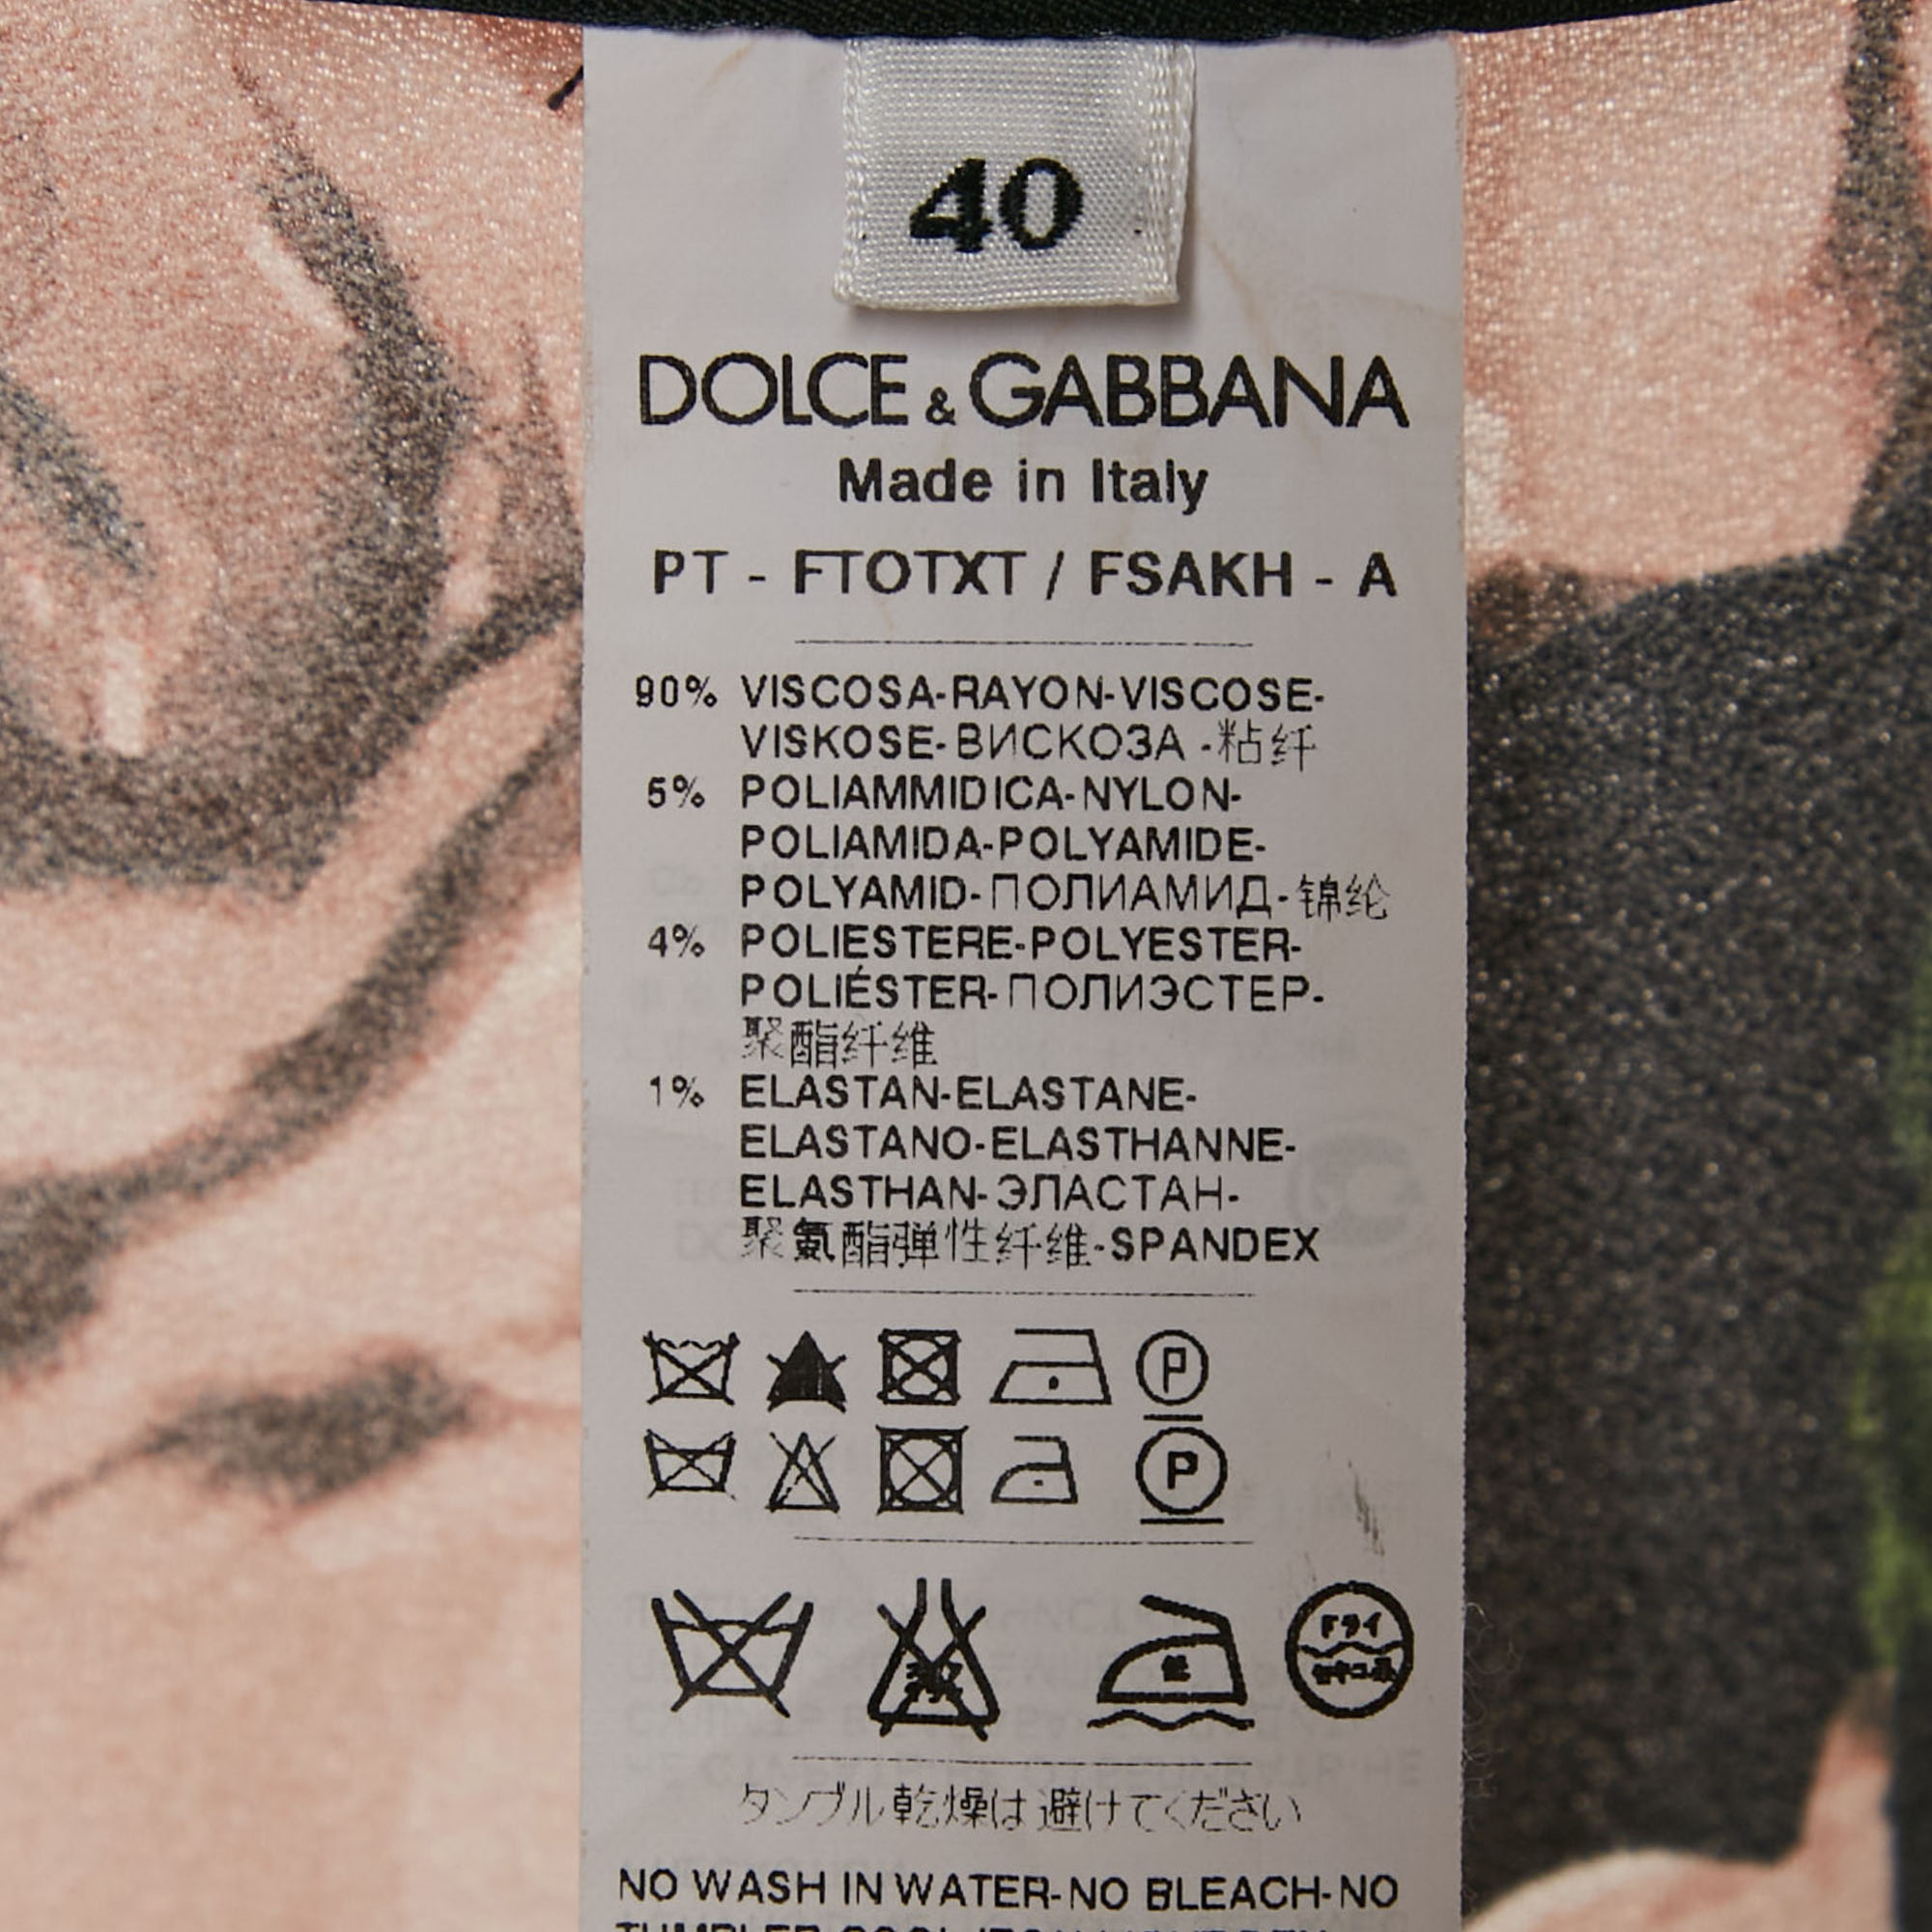 40
DOLCE & GABBANA
Made in Italy
PT - FTOTXT / FSAKH - A
90% VISCOSA-RAYON-VISCOSE-
VISKOSE-ВИСКОЗА -粘纤
5% POLIAMMIDICA-NYLON-
POLIAMIDA-POLYAMIDE-
POLYAMID-ПОЛИАМИД-锦纶
4% POLIESTERE-POLYESTER-
POLIÉSTER-ПОЛИЭСТЕР-
聚酯纤维
1% ELASTAN-ELASTANE-
ELASTANO-ELASTHANNE-
ELASTHAN-ЭЛАСТАН-
聚氨酯弹性纤维-SPANDEX
P
P
ドライ
タンブル乾燥は避けてください
NO WASH IN WATER-NO BLEACH-NO